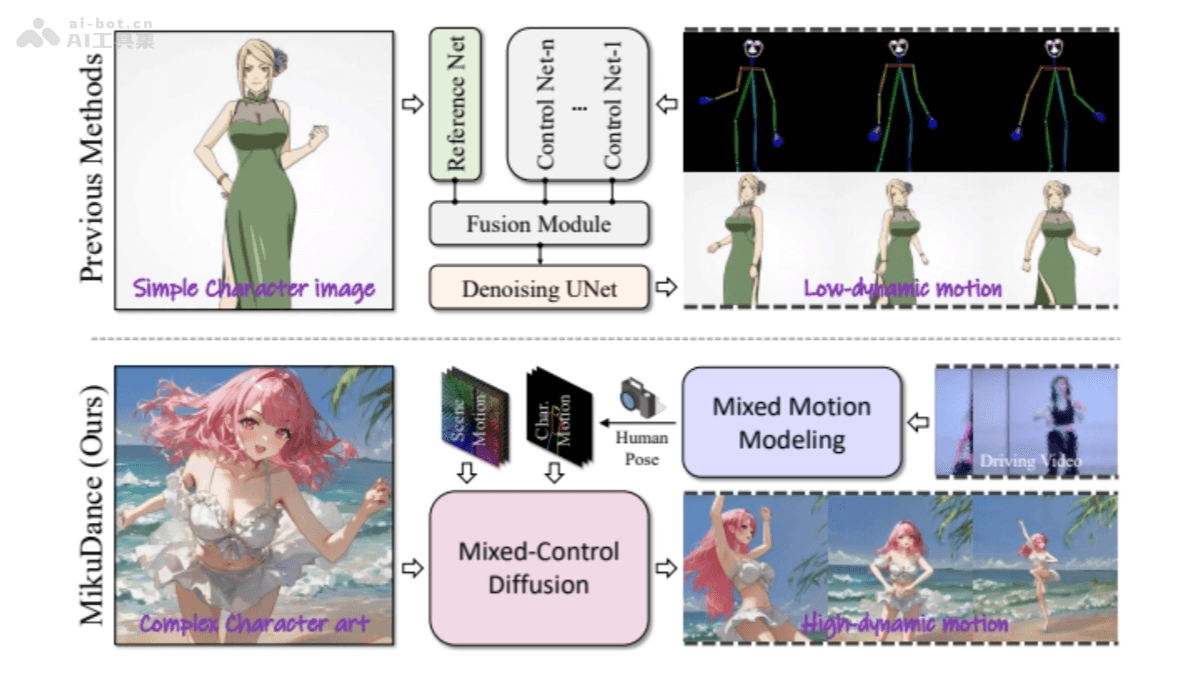 ai-bot.cn
AI工具集
Previous Methods
Simple Character image
Reference Net
Control Net-n
...
Control Net-1
Fusion Module
Denoising UNet
Low-dynamic motion
MikuDance (Ours)
Complex Character art
Scene
Motion
Char.
Motion
Human
Pose
Mixed Motion
Modeling
Driving Video
Mixed-Control
Diffusion
High-dynamic motion